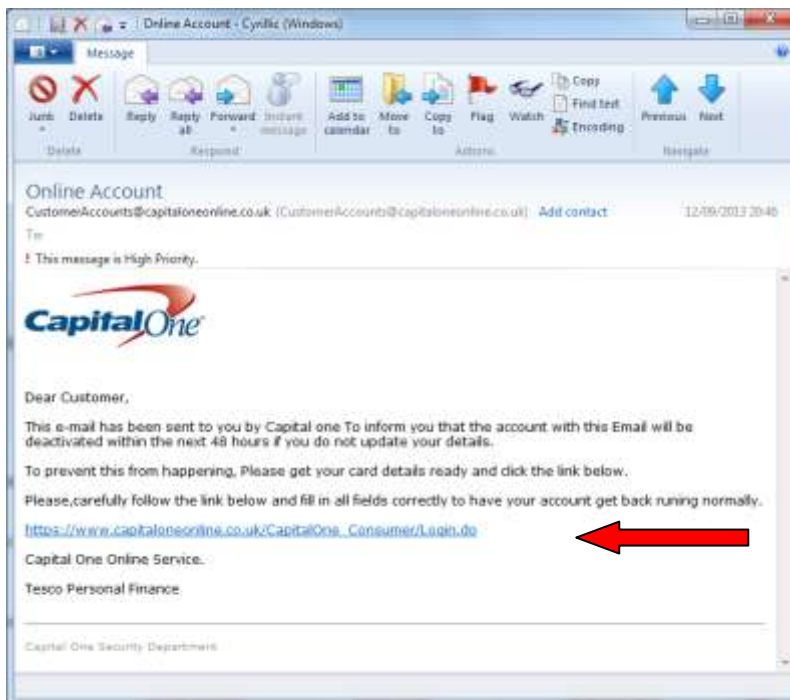 Online Account - Cyrillic (Windows)
Message
Junk
Delete
Reply
Reply all
Forward
Instant message
Add to calendar
Move to
Copy to
Flag
Watch
Copy
Find text
Encoding
Previous
Next
Delete
Respond
Actions
Navigate
Online Account
CustomerAccounts@capitaloneonline.co.uk (CustomerAccounts@capitaloneonline.co.uk) Add contact 12/09/2013 20:46
To:
! This message is High Priority.
CapitalOne
Dear Customer,
This e-mail has been sent to you by Capital one To inform you that the account with this Email will be
deactivated within the next 48 hours if you do not update your details.
To prevent this from happening, Please get your card details ready and click the link below.
Please,carefully follow the link below and fill in all fields correctly to have your account get back runing normally.
https://www.capitaloneonline.co.uk/CapitalOne_Consumer/Login.do
Capital One Online Service.
Tesco Personal Finance
Capital One Security Department